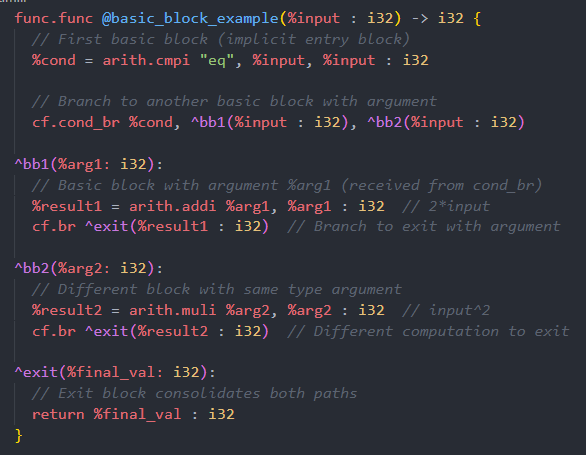 func.func @basic_block_example(%input : i32) -> i32 {
  // First basic block (implicit entry block)
  %cond = arith.cmpi "eq", %input, %input : i32
  // Branch to another basic block with argument
  cf.cond_br %cond, ^bb1(%input : i32), ^bb2(%input : i32)
^bb1(%arg1: i32):
  // Basic block with argument %arg1 (received from cond_br)
  %result1 = arith.addi %arg1, %arg1 : i32  // 2*input
  cf.br ^exit(%result1 : i32)  // Branch to exit with argument
^bb2(%arg2: i32):
  // Different block with same type argument
  %result2 = arith.muli %arg2, %arg2 : i32  // input^2
  cf.br ^exit(%result2 : i32)  // Different computation to exit
^exit(%final_val: i32):
  // Exit block consolidates both paths
  return %final_val : i32
}